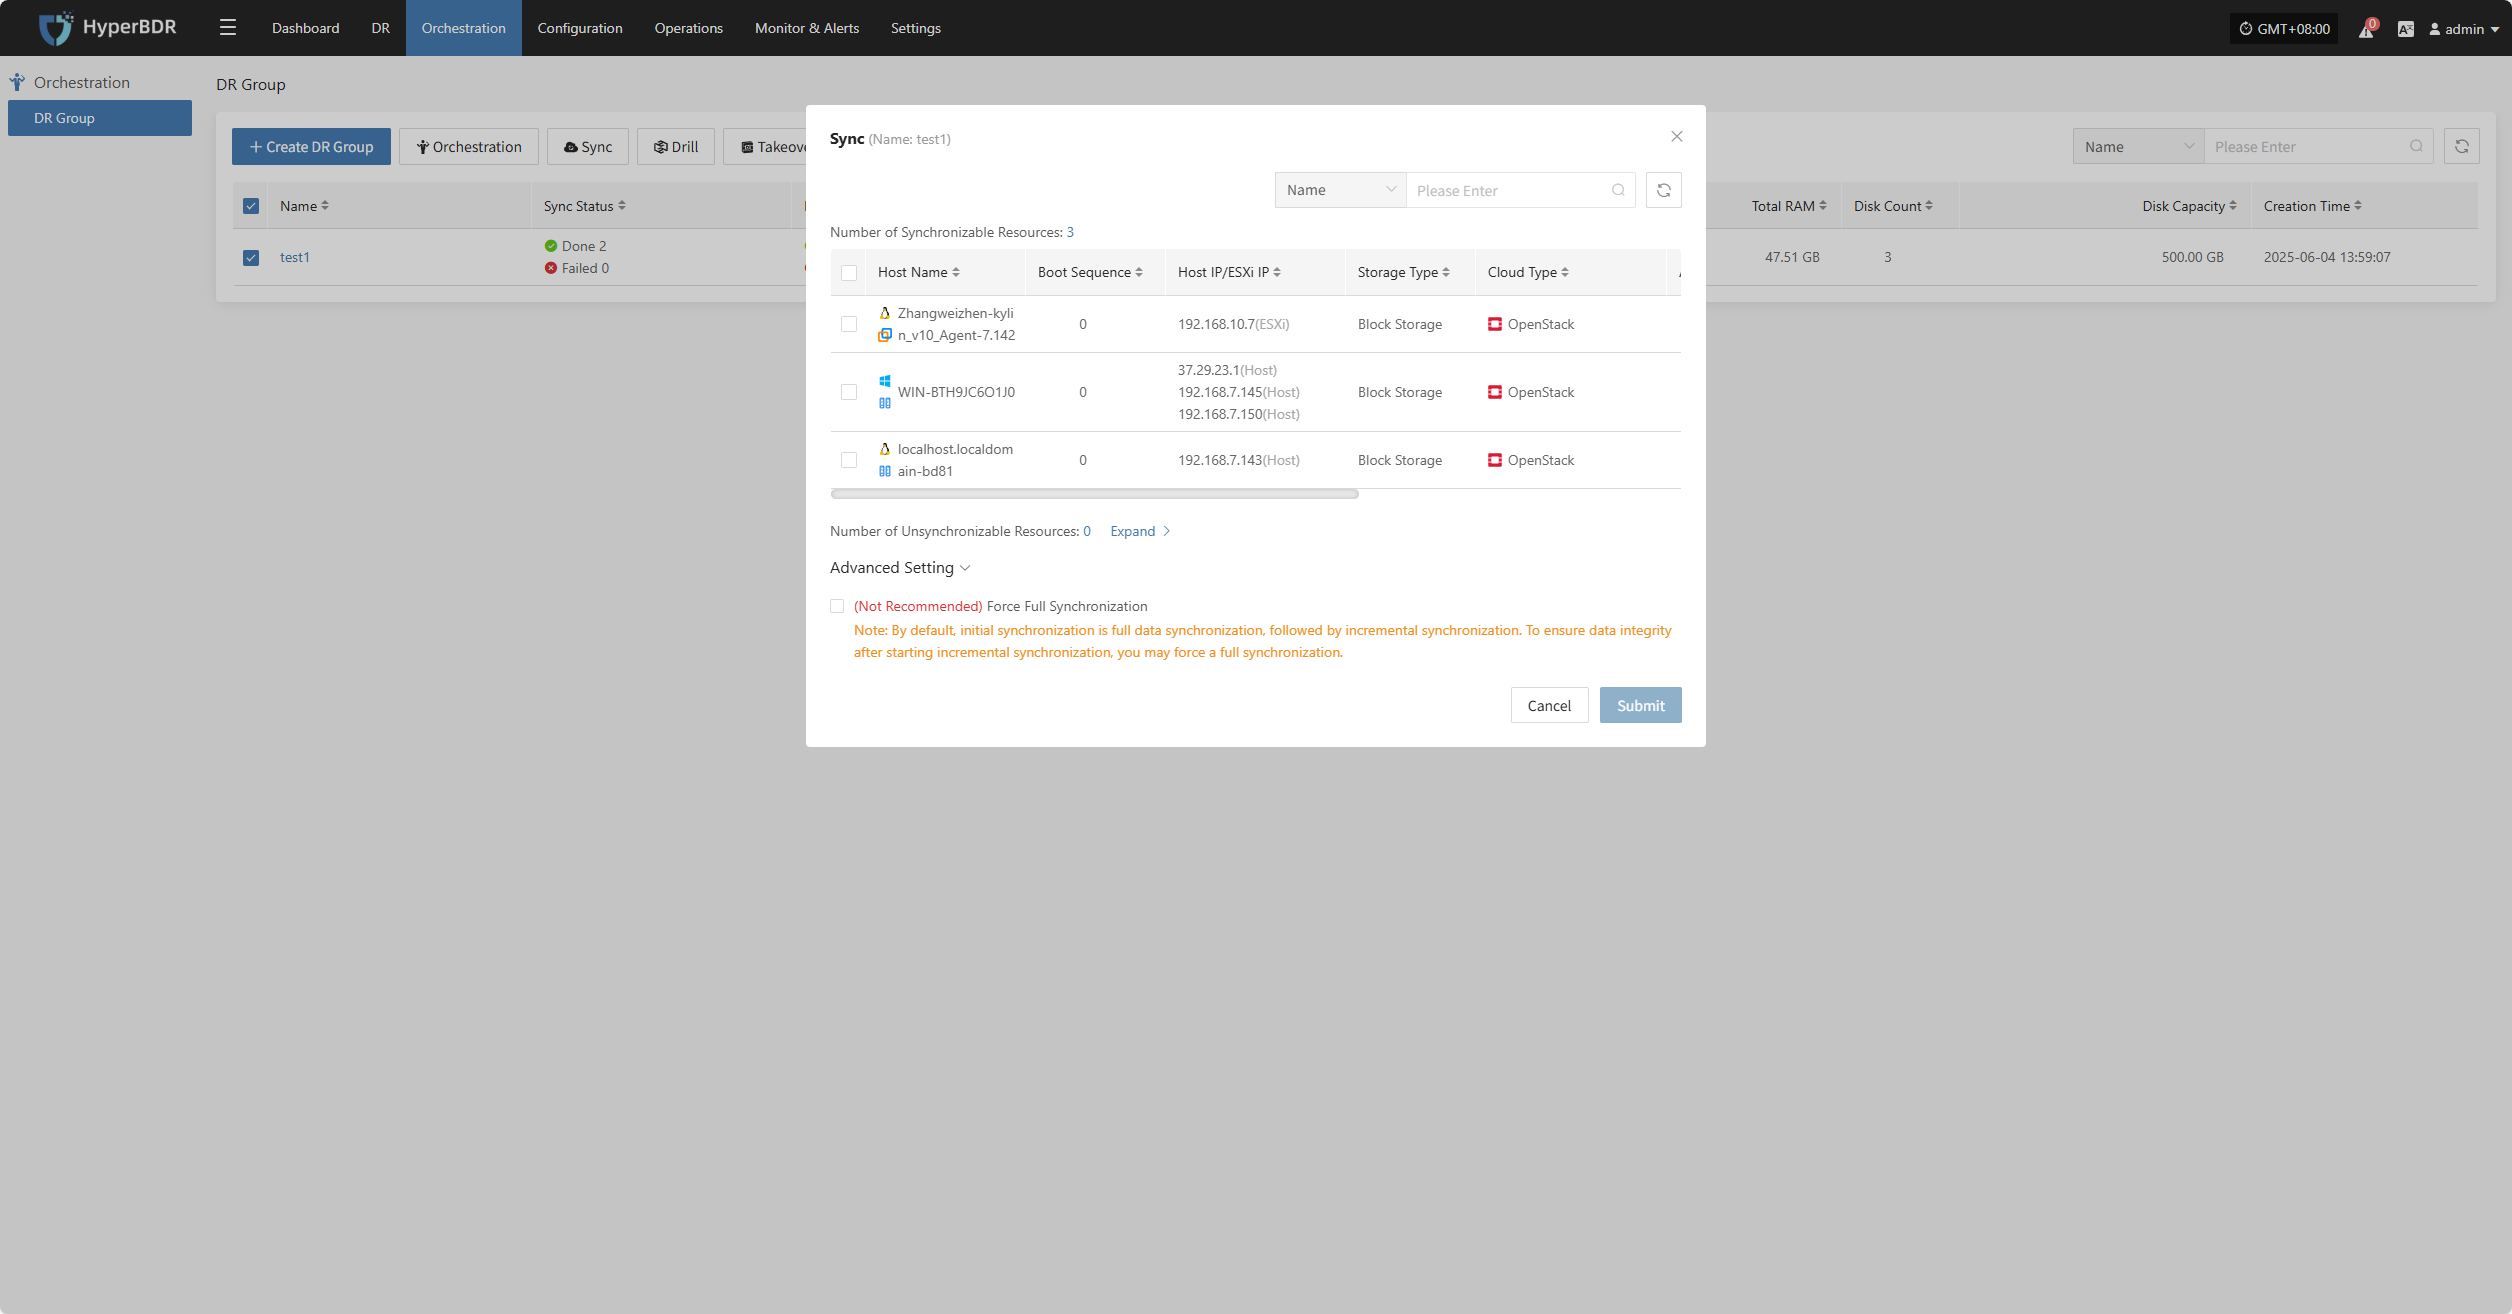 HyperBDR
Dashboard DR Orchestration Configuration Operations Monitor & Alerts Settings
GMT+08:00 0 admin
Orchestration
DR Group
DR Group
Create DR Group Orchestration Sync Drill
Name Please Enter
Name Sync Status Total RAM Disk Count Disk Capacity Creation Time
test1 Done 2 47.51 GB 3 500.00 GB 2025-06-04 13:59:07
Failed 0
Sync (Name: test1)
Name Please Enter
Number of Synchronizable Resources: 3
Host Name Boot Sequence Host IP/ESXi IP Storage Type Cloud Type
Zhangweizhen-kyli
n_v10_Agent-7.142
0 192.168.10.7(ESXi) Block Storage OpenStack
WIN-BTH9JC6O1J0 0
37.29.23.1(Host)
192.168.7.145(Host)
192.168.7.150(Host)
Block Storage OpenStack
localhost.localdom
ain-bd81
0 192.168.7.143(Host) Block Storage OpenStack
Number of Unsynchronizable Resources: 0 Expand
Advanced Setting
(Not Recommended) Force Full Synchronization
Note: By default, initial synchronization is full data synchronization, followed by incremental synchronization. To ensure data integrity
after starting incremental synchronization, you may force a full synchronization.
Cancel Submit